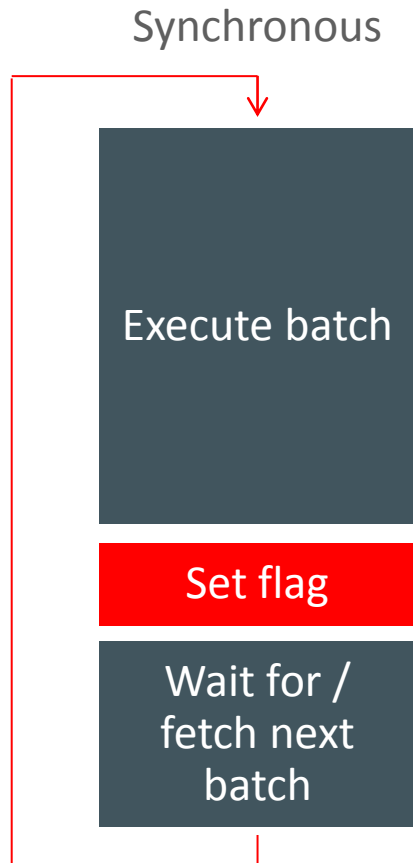 Synchronous
Execute batch
Set flag
Wait for /
fetch next
batch